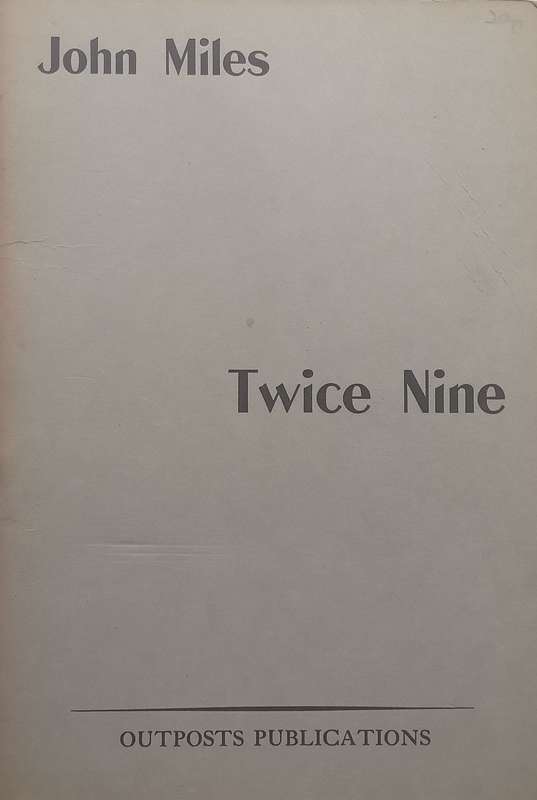 John Miles
Twice Nine
OUTPOSTS PUBLICATIONS